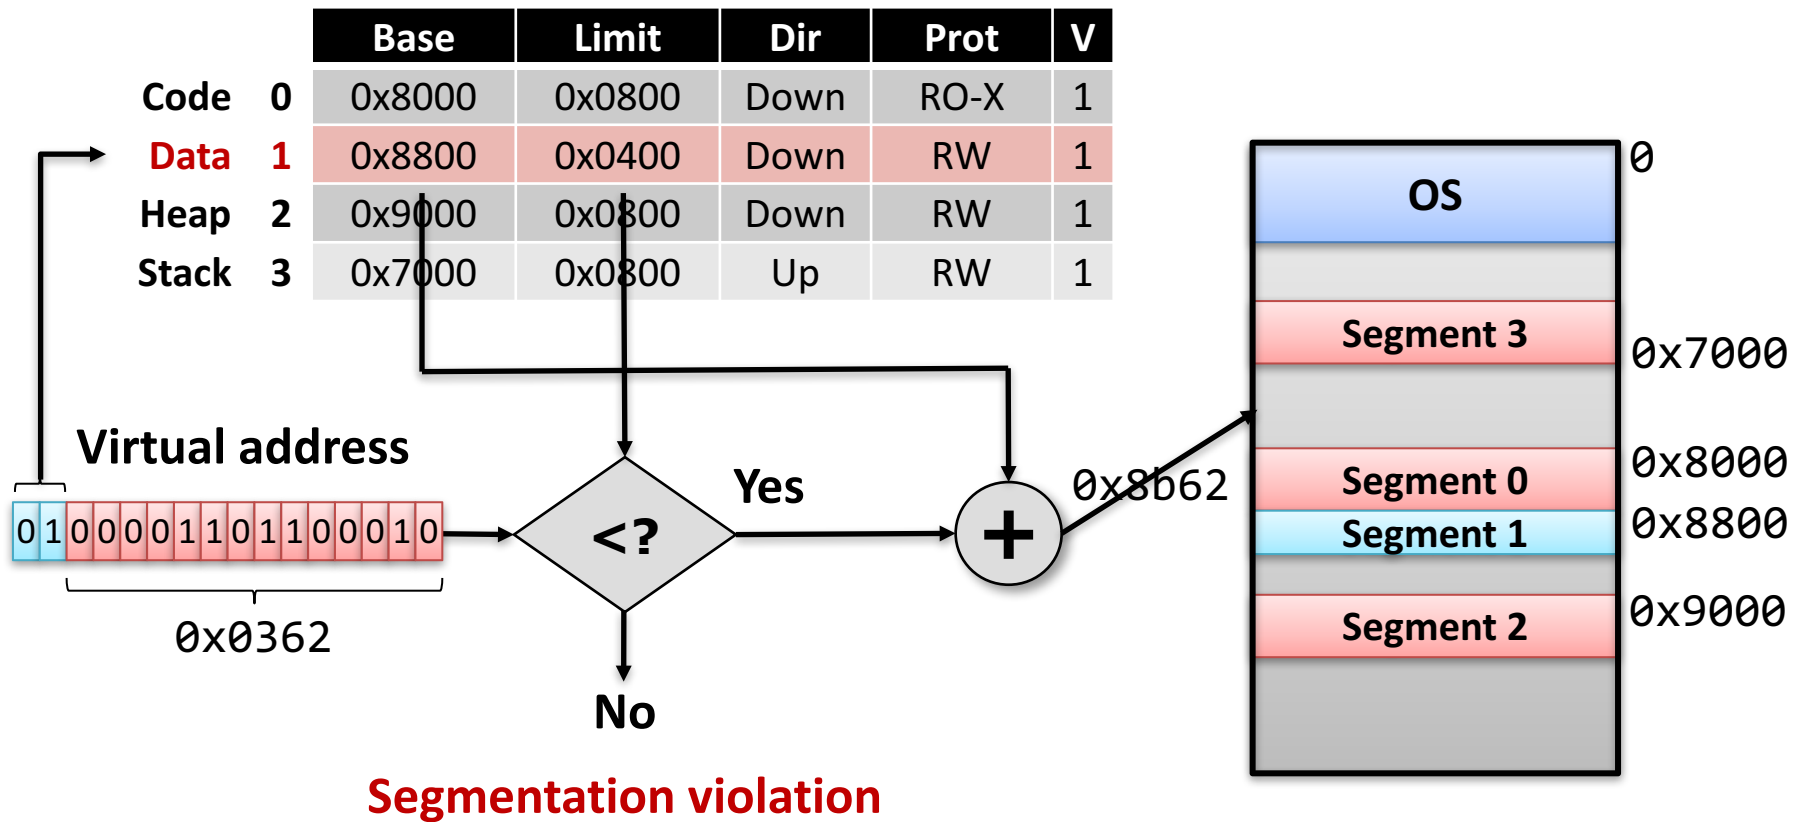 Base Limit Dir Prot V
Code 0 0x8000 0x0800 Down RO-X 1
Data 1 0x8800 0x0400 Down RW 1
Heap 2 0x9000 0x0800 Down RW 1
Stack 3 0x7000 0x0800 Up RW 1
Virtual address
0 1 0 0 0 0 1 1 0 1 1 0 0 0 1 0
0x0362
<?
Yes
No
Segmentation violation
+
0x8b62
OS
0
Segment 3
0x7000
Segment 0
0x8000
Segment 1
0x8800
Segment 2
0x9000